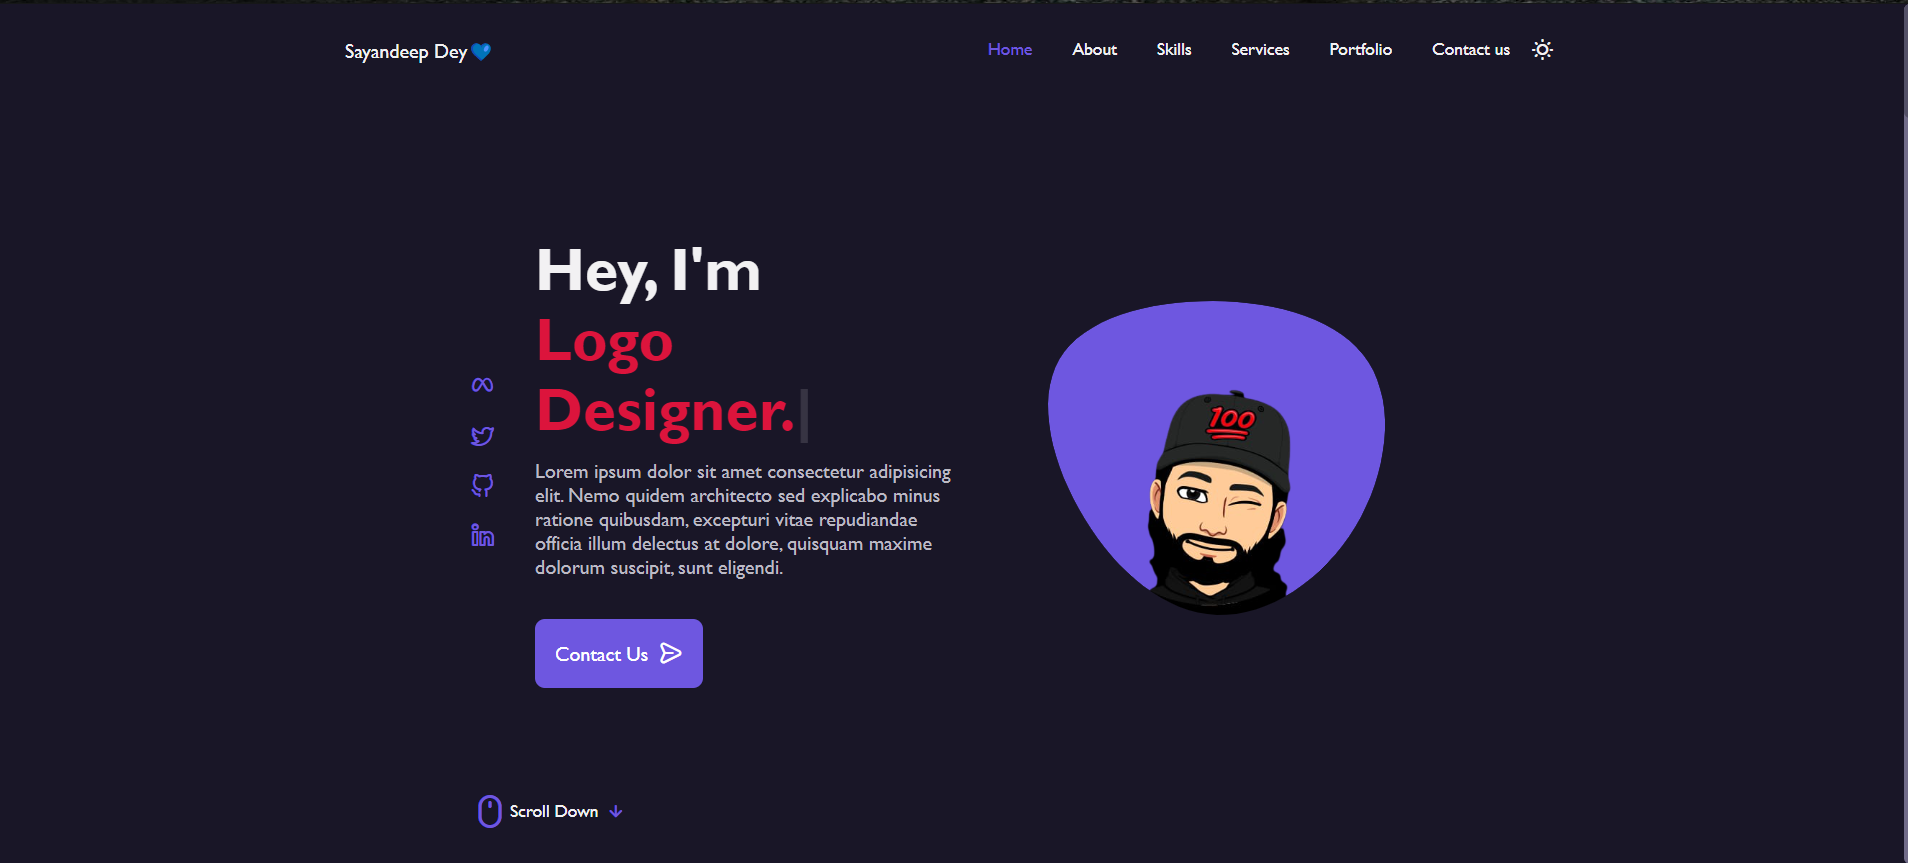 Sayandeep Dey💙
Home About Skills Services Portfolio Contact us
Hey, I'm
Logo
Designer.
Lorem ipsum dolor sit amet consectetur adipisicing
elit. Nemo quidem architecto sed explicabo minus
ratione quibusdam, excepturi vitae repudiandae
officia illum delectus at dolore, quisquam maxime
dolorum suscipit, sunt eligendi.
100
Contact Us
Scroll Down